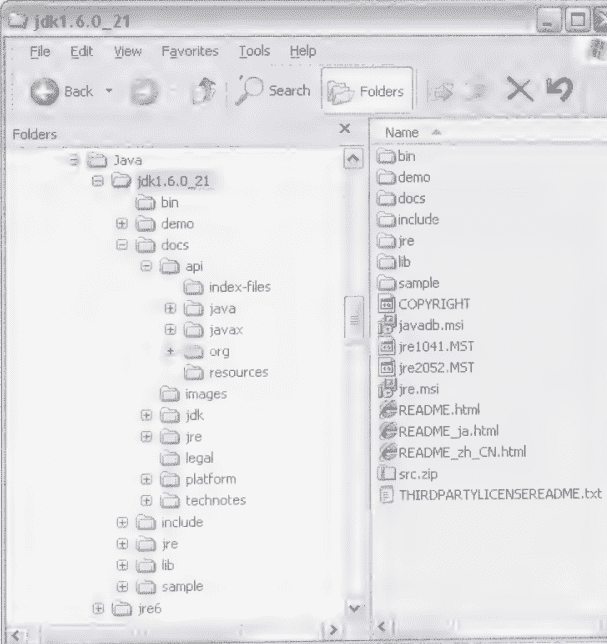 jdk1.6.0_21
File Edit View Favorites Tools Help
Back Search Folders
Folders
Java
jdk1.6.0_21
bin
demo
docs
api
index-files
java
javax
org
resources
images
jdk
jre
legal
platform
technotes
include
jre
lib
sample
jre6
Name
bin
demo
docs
include
jre
lib
sample
COPYRIGHT
javadb.msi
jre1041.MST
jre2052.MST
jre.msi
README.html
README_ja.html
README_zh_CN.html
src.zip
THIRDPARTYLICENSEREADME.txt